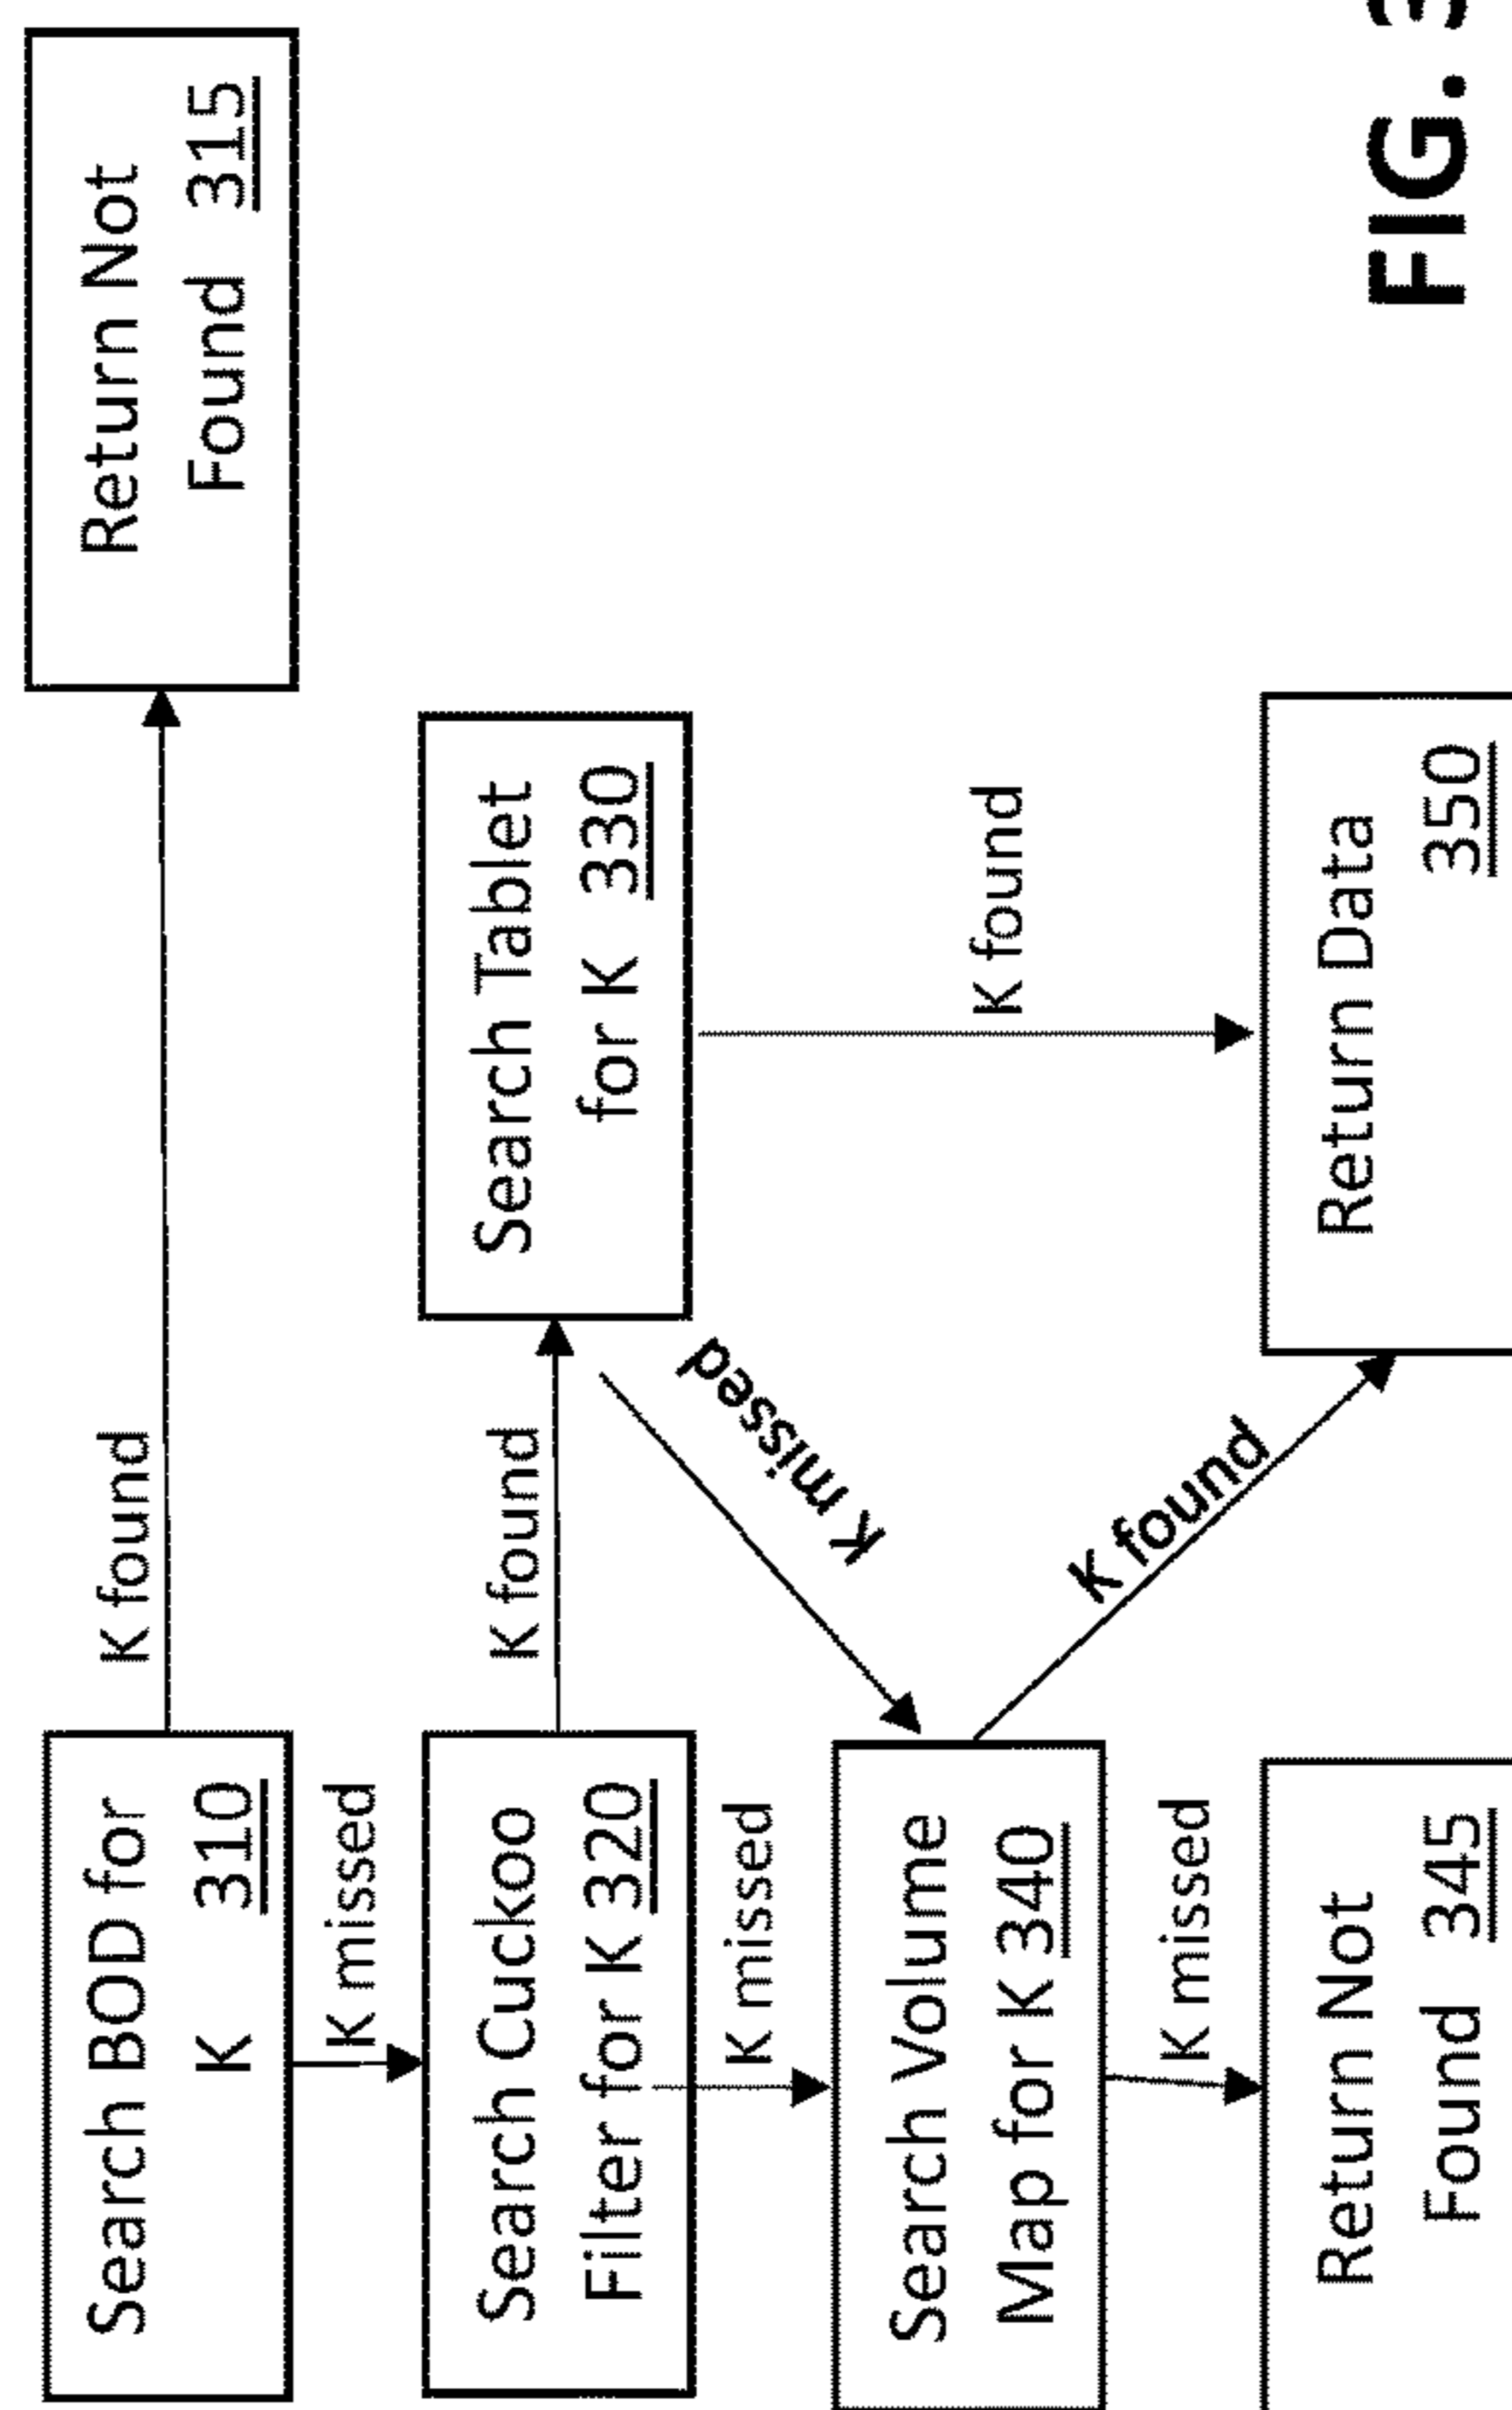 Search BOD for
K 310
K found
Return Not
Found 315
K missed
Search Cuckoo
Filter for K 320
K found
Search Tablet
for K 330
K missed
K missed
Search Volume
Map for K 340
K found
K found
K missed
Return Not
Found 345
Return Data
350
FIG. 3